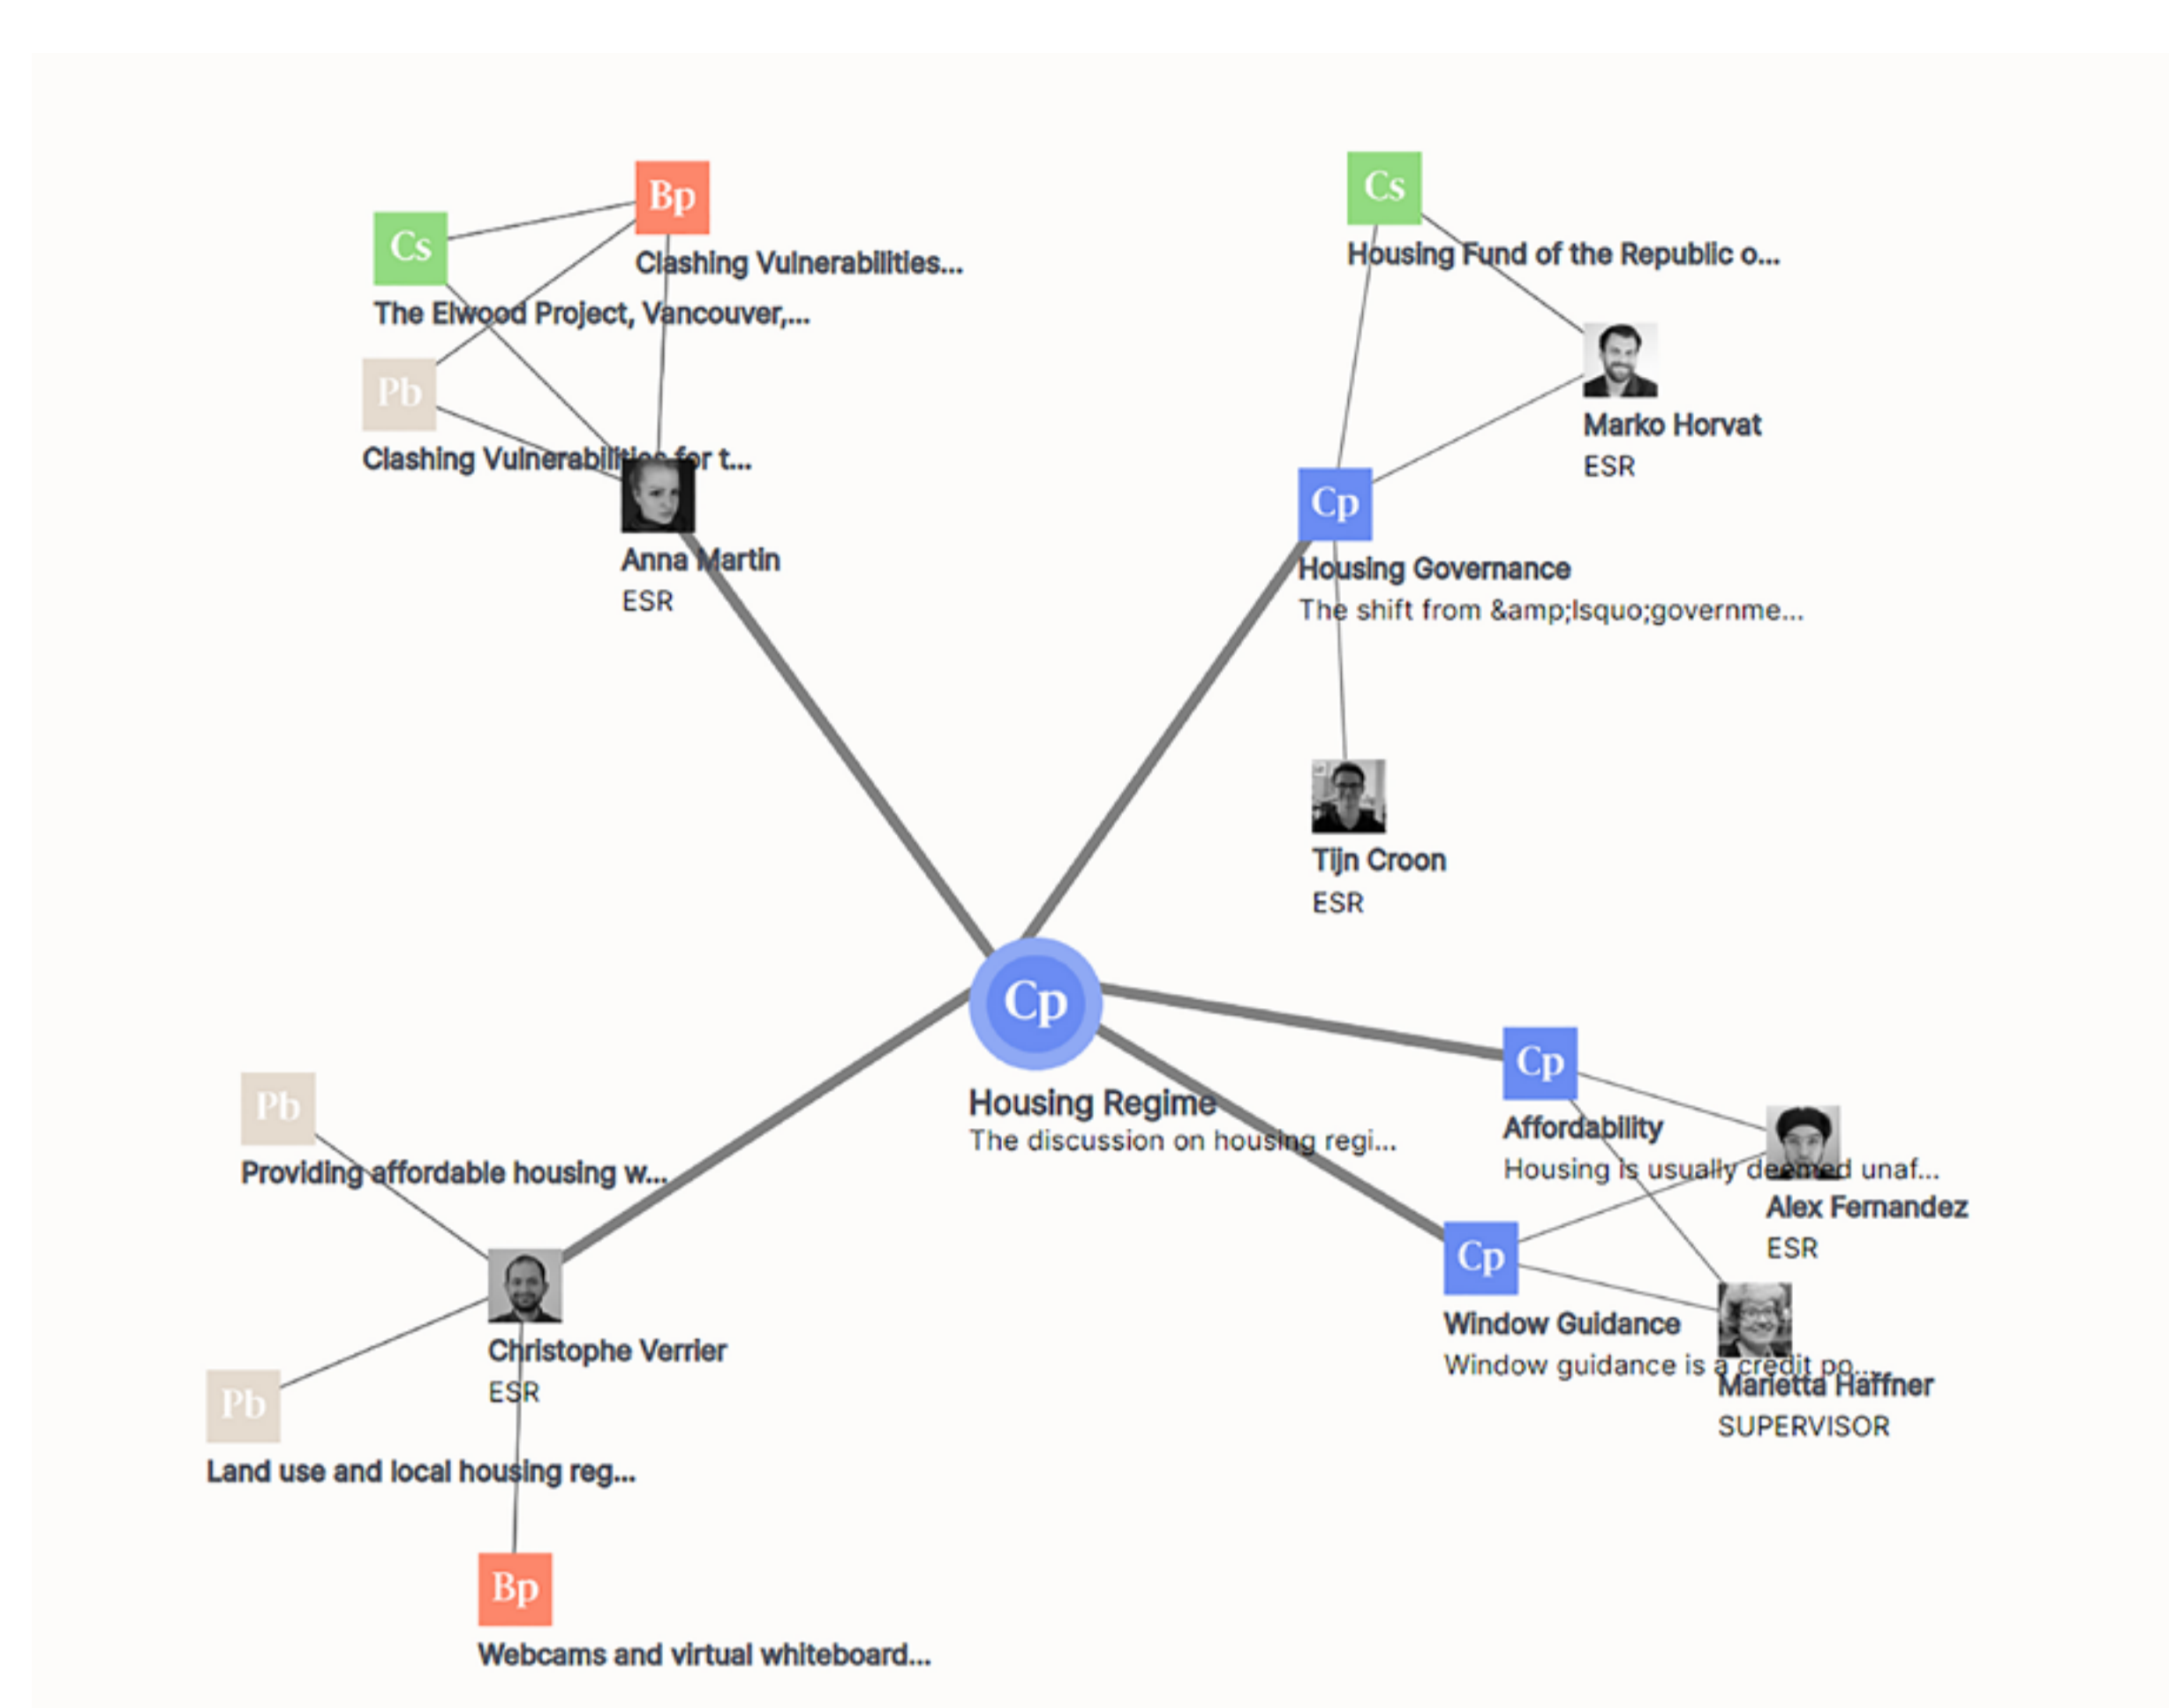 Bp
Clashing Vulnerabilities...
Cs
The Elwood Project, Vancouver,...
Pb
Clashing Vulnerabilities for t...
Anna Martin
ESR
Cs
Housing Fund of the Republic o...
Marko Horvat
ESR
Cp
Housing Governance
The shift from &amp;lsquo;governme...
Tijn Croon
ESR
Cp
Housing Regime
The discussion on housing regi...
Cp
Affordability
Housing is usually deemed unaf...
Alex Fernandez
ESR
Cp
Window Guidance
Window guidance is a credit po...
Marietta Haffner
SUPERVISOR
Pb
Providing affordable housing w...
Christophe Verrier
ESR
Pb
Land use and local housing reg...
Bp
Webcams and virtual whiteboard...